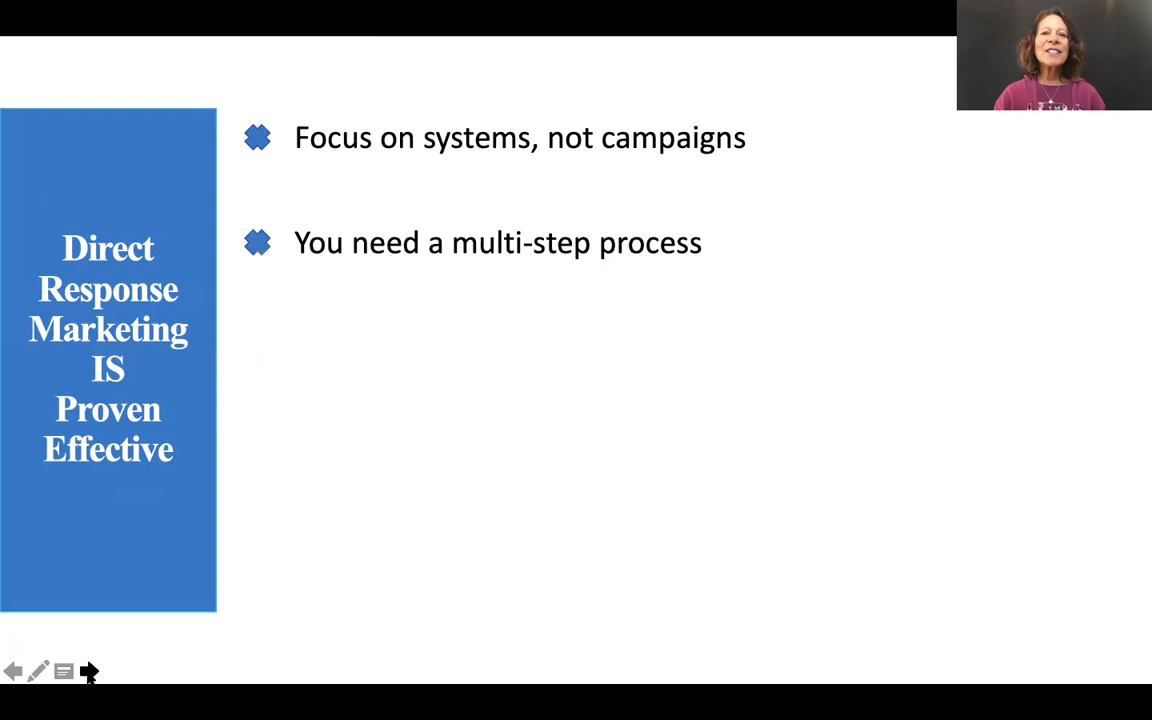 Focus on systems, not campaigns
You need a multi-step process
Direct
Response
Marketing
IS
Proven
Effective